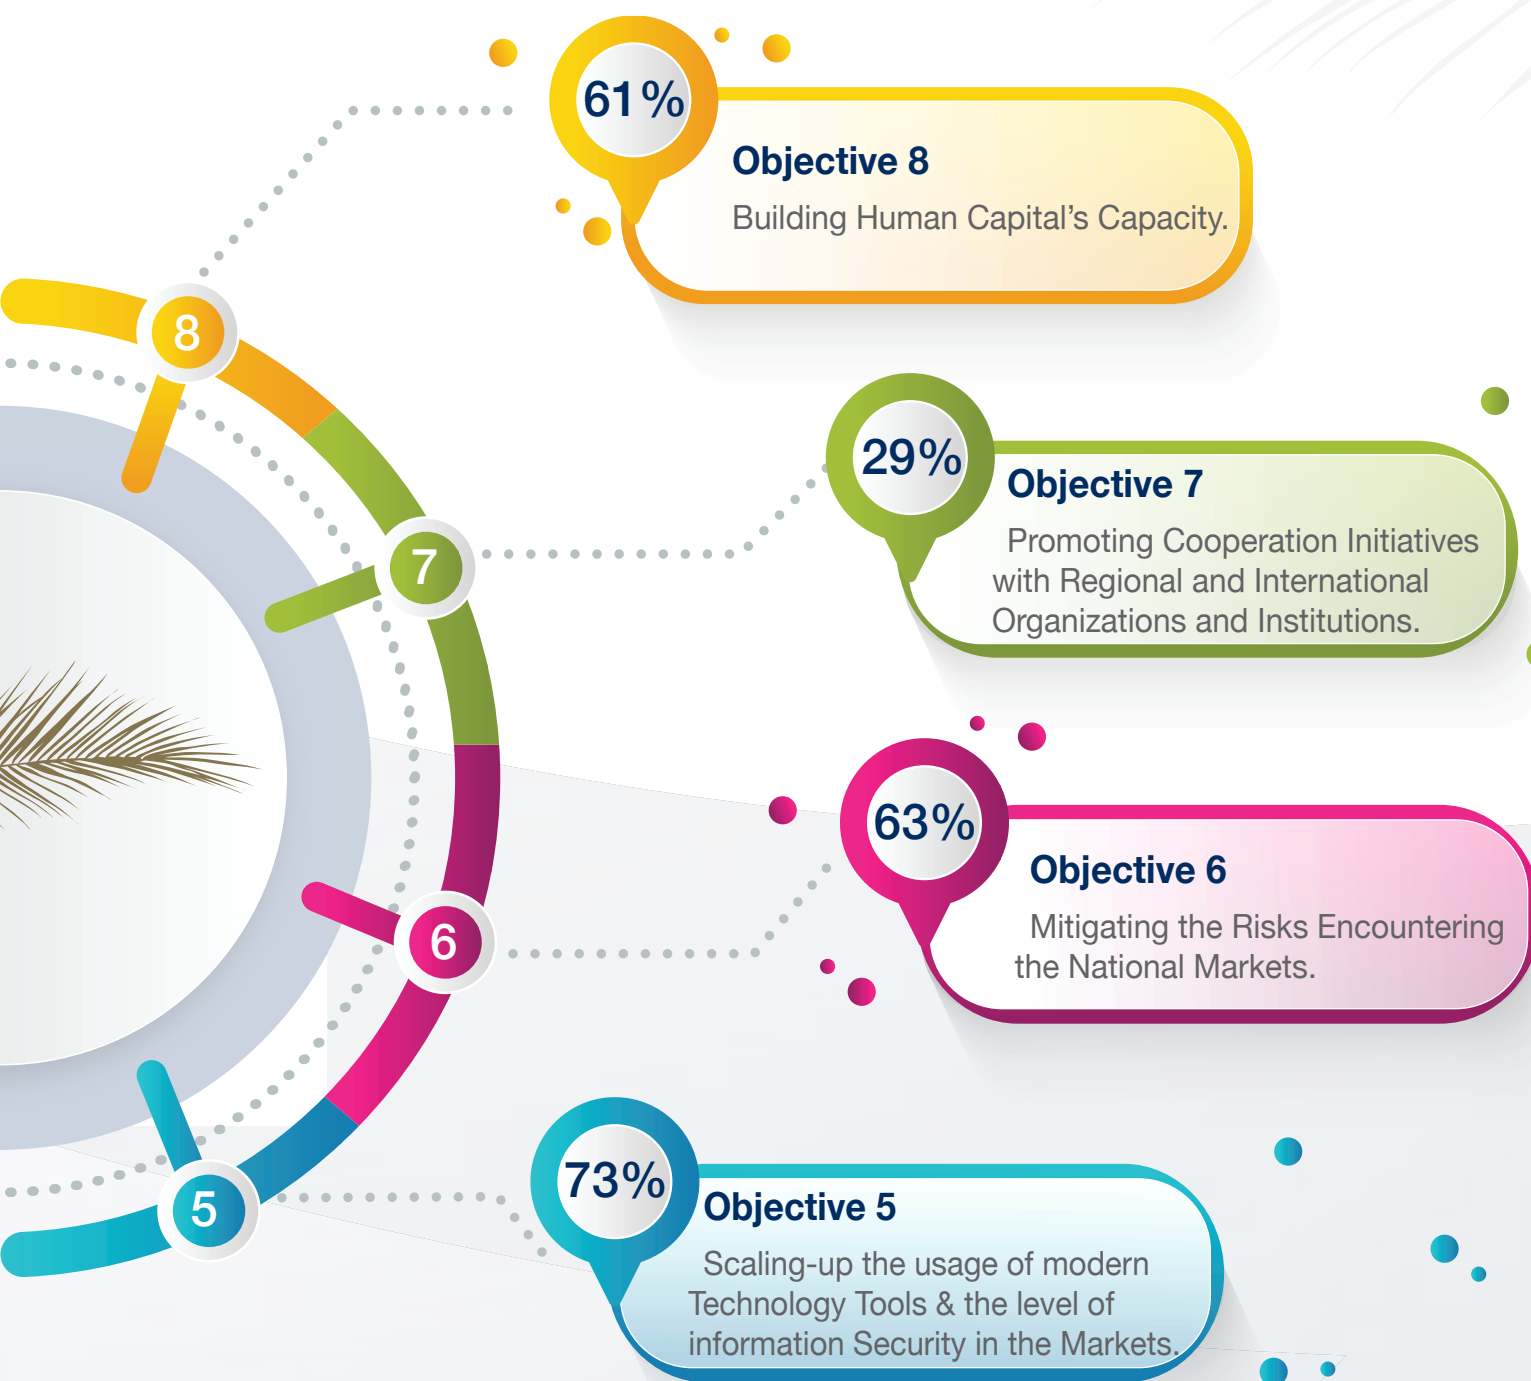 61%
Objective 8
Building Human Capital's Capacity.
8
29%
Objective 7
Promoting Cooperation Initiatives
with Regional and International
Organizations and Institutions.
7
63%
Objective 6
Mitigating the Risks Encountering
the National Markets.
6
73%
Objective 5
Scaling-up the usage of modern
Technology Tools & the level of
information Security in the Markets.
5